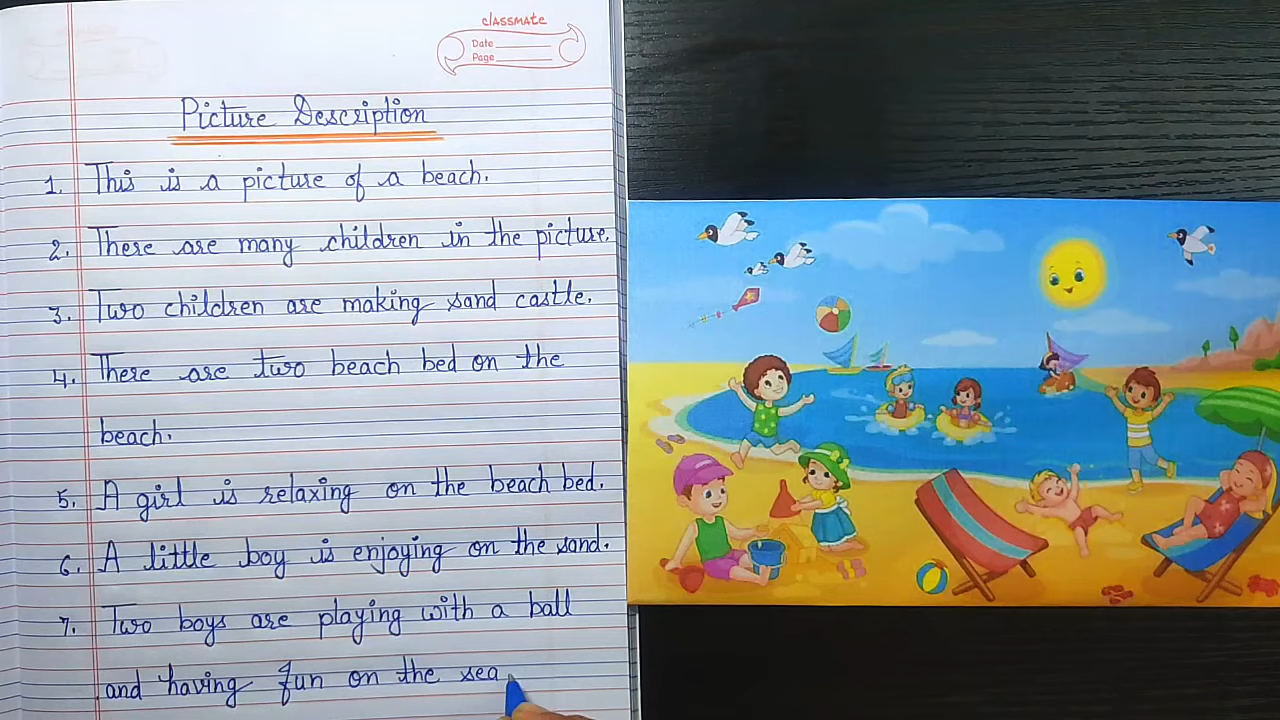 CLASSMATE
Date
Page
Picture Description
1. This is a picture of a beach.
2. There are many children in the picture.
3. Two children are making sand castle.
4. There are two beach bed on the
beach.
5. A girl is relaxing on the beach bed.
6. A little boy is enjoying on the sand.
7. Two boys are playing with a ball
and having fun on the sea